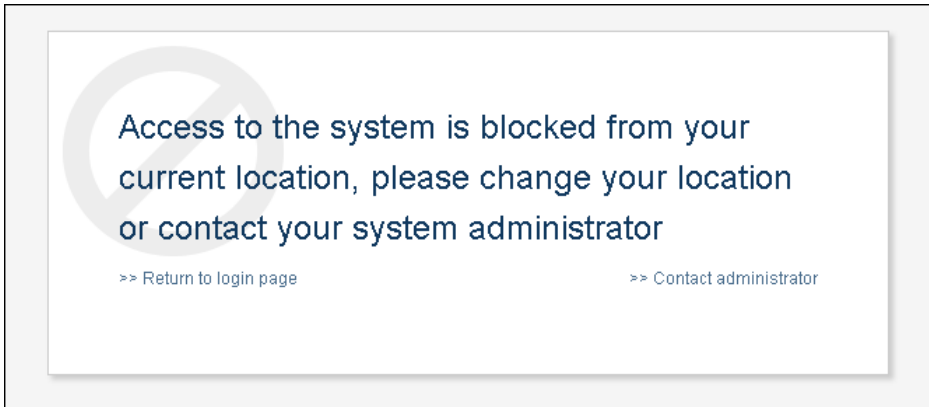 Access to the system is blocked from your
current location, please change your location
or contact your system administrator
>> Return to login page
>> Contact administrator